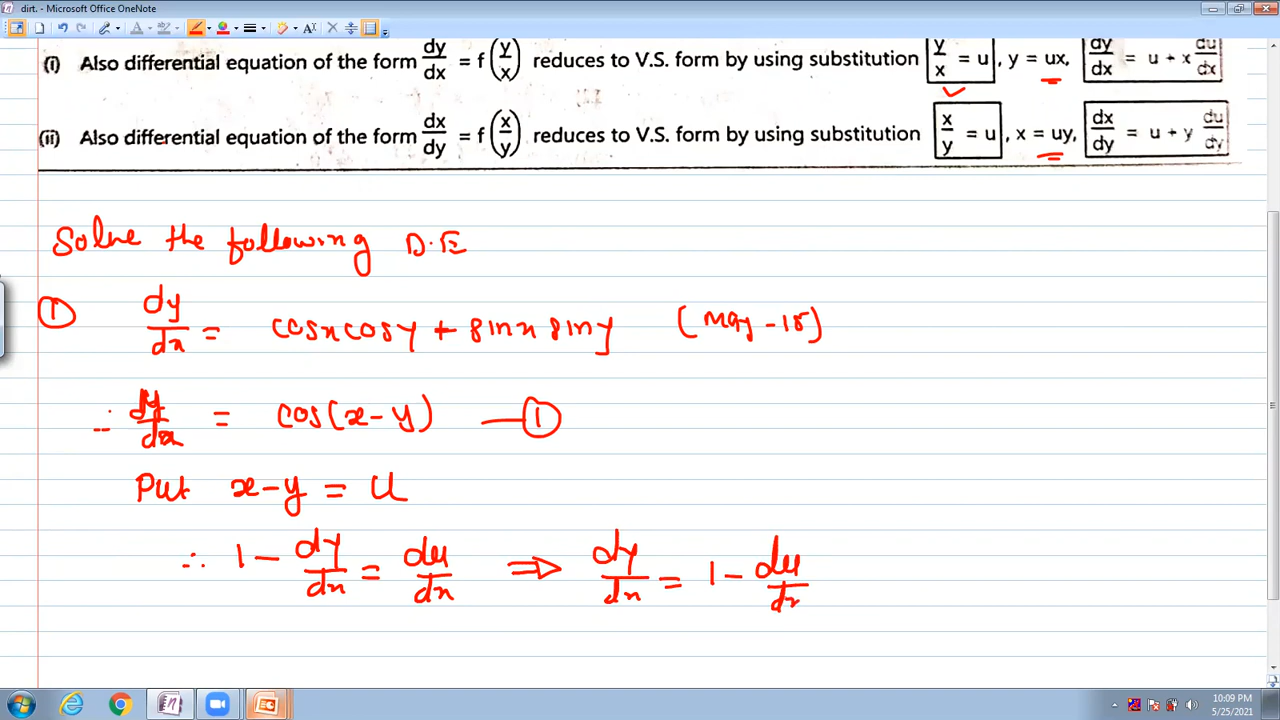 dirt. - Microsoft Office OneNote
(i) Also differential equation of the form dy/dx = f (y/x) reduces to V.S. form by using substitution y/x = u, y = ux, dy/dx = u + x du/dx
(ii) Also differential equation of the form dx/dy = f (x/y) reduces to V.S. form by using substitution x/y = u, x = uy, dx/dy = u + y du/dy
Solve the following D.E
① dy/dx = cosx cosy + sinx siny (May-18)
∴ dy/dx = cos(x-y) — ①
Put x-y = u
∴ 1 - dy/dx = du/dx ⇒ dy/dx = 1 - du/dx
10:09 PM
5/25/2021